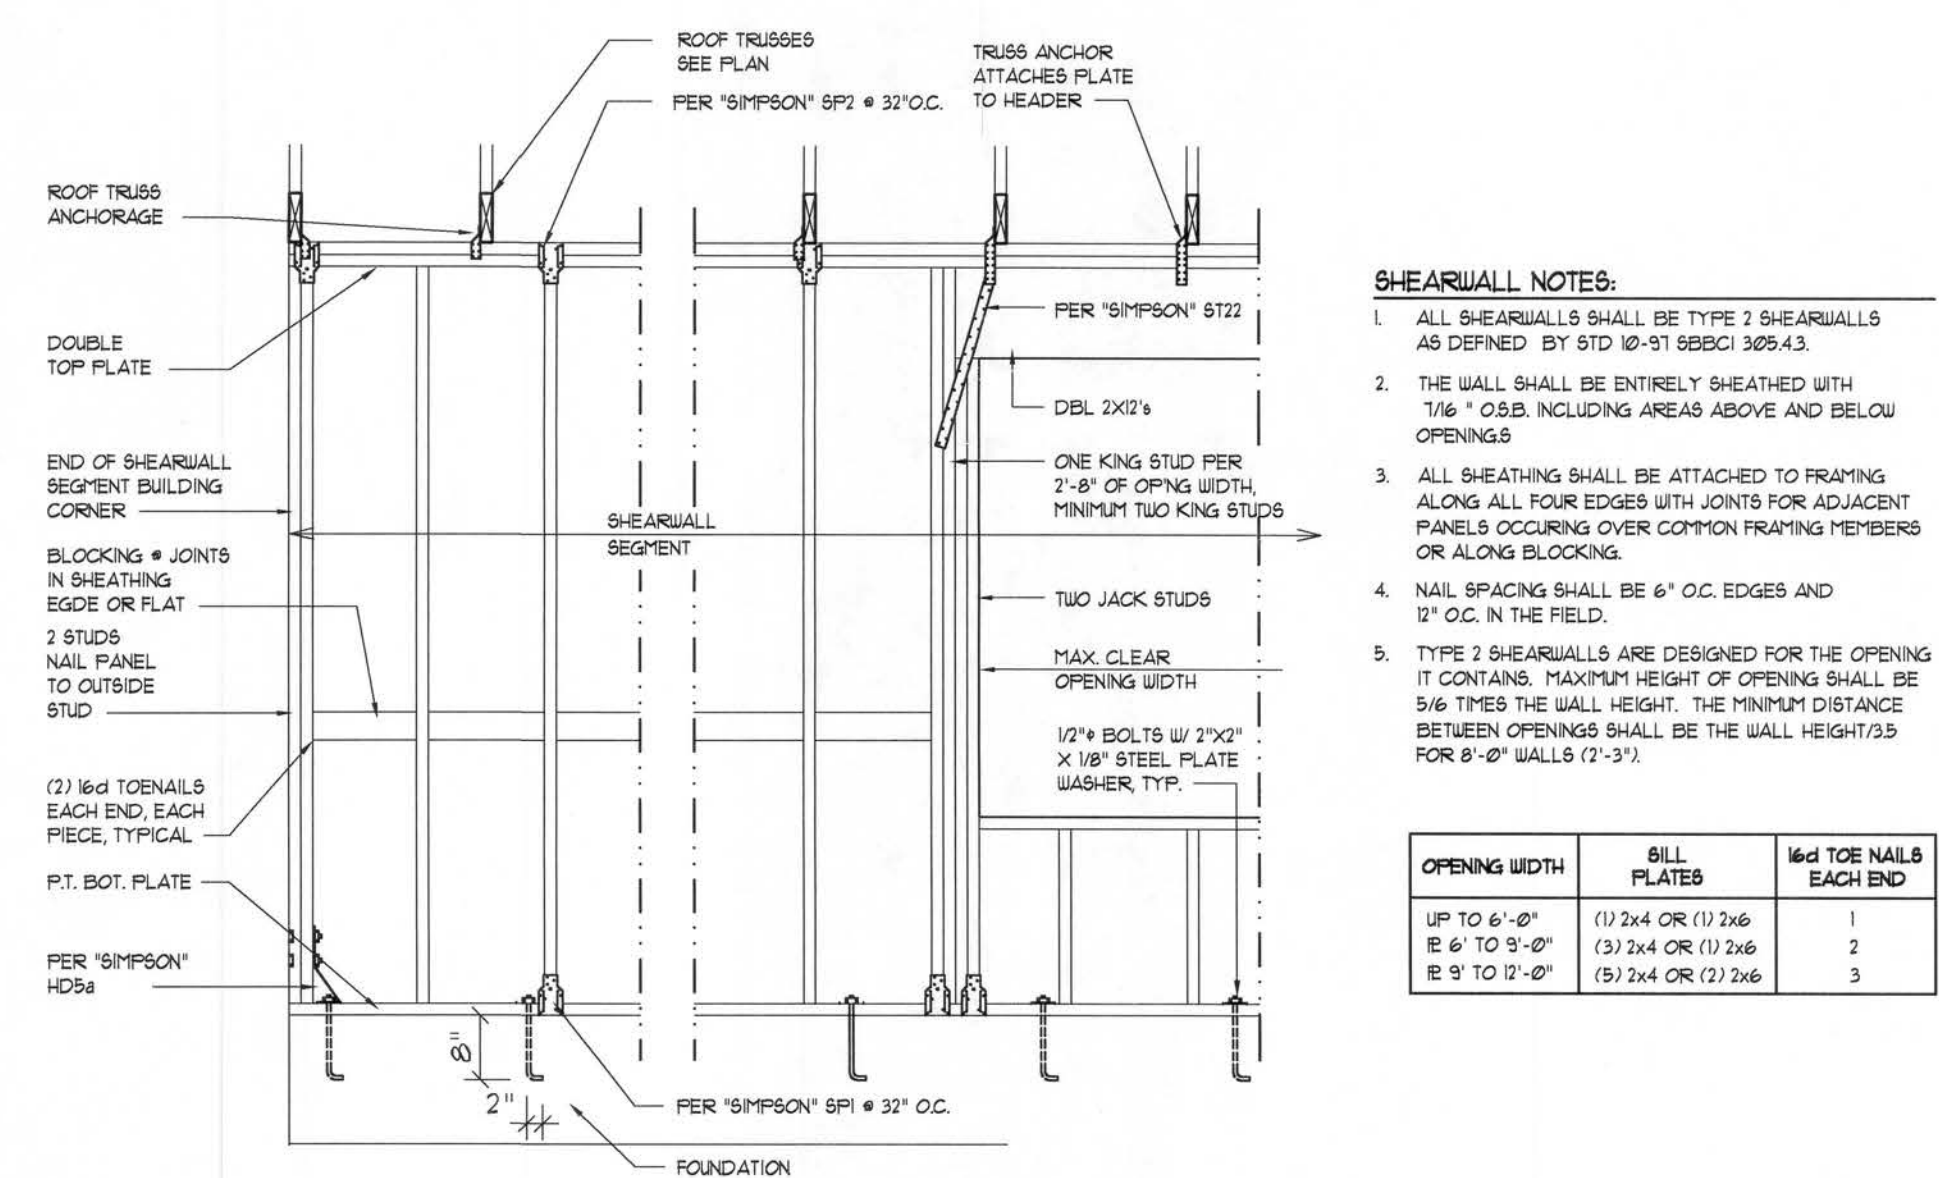 ROOF TRUSSES
SEE PLAN
PER "SIMPSON" SP2 @ 32"O.C.
TRUSS ANCHOR
ATTACHES PLATE
TO HEADER
ROOF TRUSS
ANCHORAGE
DOUBLE
TOP PLATE
END OF SHEARWALL
SEGMENT BUILDING
CORNER
BLOCKING @ JOINTS
IN SHEATHING
EGDE OR FLAT
2 STUDS
NAIL PANEL
TO OUTSIDE
STUD
(2) 16d TOENAILS
EACH END, EACH
PIECE, TYPICAL
P.T. BOT. PLATE
PER "SIMPSON"
HD5a
SHEARWALL
SEGMENT
PER "SIMPSON" ST22
DBL 2X12's
ONE KING STUD PER
2'-8" OF OP'NG WIDTH,
MINIMUM TWO KING STUDS
TWO JACK STUDS
MAX. CLEAR
OPENING WIDTH
1/2"φ BOLTS W/ 2"X2"
X 1/8" STEEL PLATE
WASHER, TYP.
8"
2"
PER "SIMPSON" SP1 @ 32" O.C.
FOUNDATION
SHEARWALL NOTES:
1. ALL SHEARWALLS SHALL BE TYPE 2 SHEARWALLS
AS DEFINED BY STD 10-97 SBBCI 305.4.3.
2. THE WALL SHALL BE ENTIRELY SHEATHED WITH
7/16 " O.S.B. INCLUDING AREAS ABOVE AND BELOW
OPENING.S
3. ALL SHEATHING SHALL BE ATTACHED TO FRAMING
ALONG ALL FOUR EDGES WITH JOINTS FOR ADJACENT
PANELS OCCURING OVER COMMON FRAMING MEMBERS
OR ALONG BLOCKING.
4. NAIL SPACING SHALL BE 6" O.C. EDGES AND
12" O.C. IN THE FIELD.
5. TYPE 2 SHEARWALLS ARE DESIGNED FOR THE OPENING
IT CONTAINS. MAXIMUM HEIGHT OF OPENING SHALL BE
5/6 TIMES THE WALL HEIGHT. THE MINIMUM DISTANCE
BETWEEN OPENINGS SHALL BE THE WALL HEIGHT/3.5
FOR 8'-0" WALLS (2'-3").
OPENING WIDTH
SILL
PLATES
16d TOE NAILS
EACH END
UP TO 6'-0" (1) 2x4 OR (1) 2x6 1
6' TO 9'-0" (3) 2x4 OR (1) 2x6 2
9' TO 12'-0" (5) 2x4 OR (2) 2x6 3